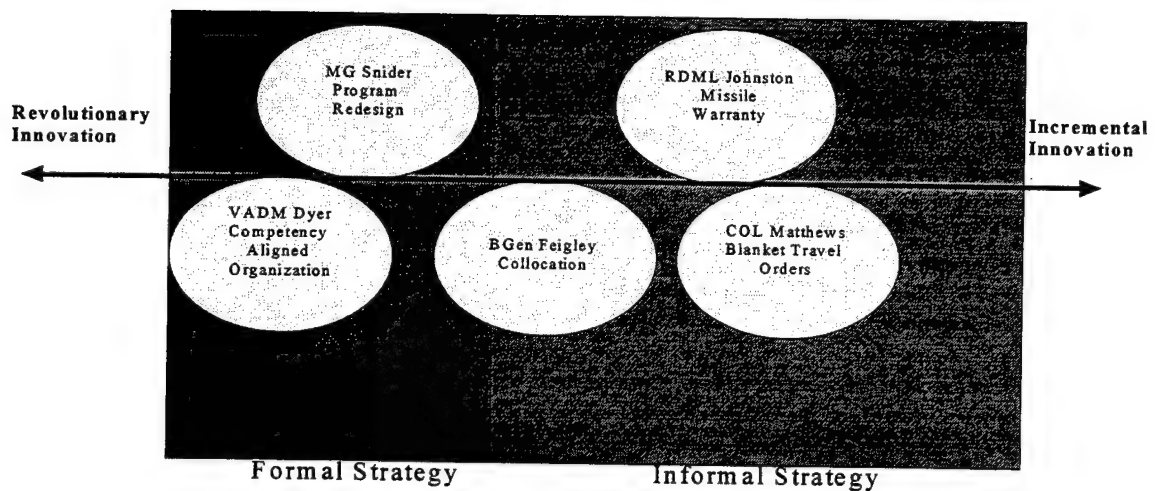 MG Snider
Program
Redesign
RDML Johnston
Missile
Warranty
Revolutionary
Innovation
Incremental
Innovation
VADM Dyer
Competency
Aligned
Organization
BGen Feigley
Collocation
COL Matthews
Blanket Travel
Orders
Formal Strategy
Informal Strategy